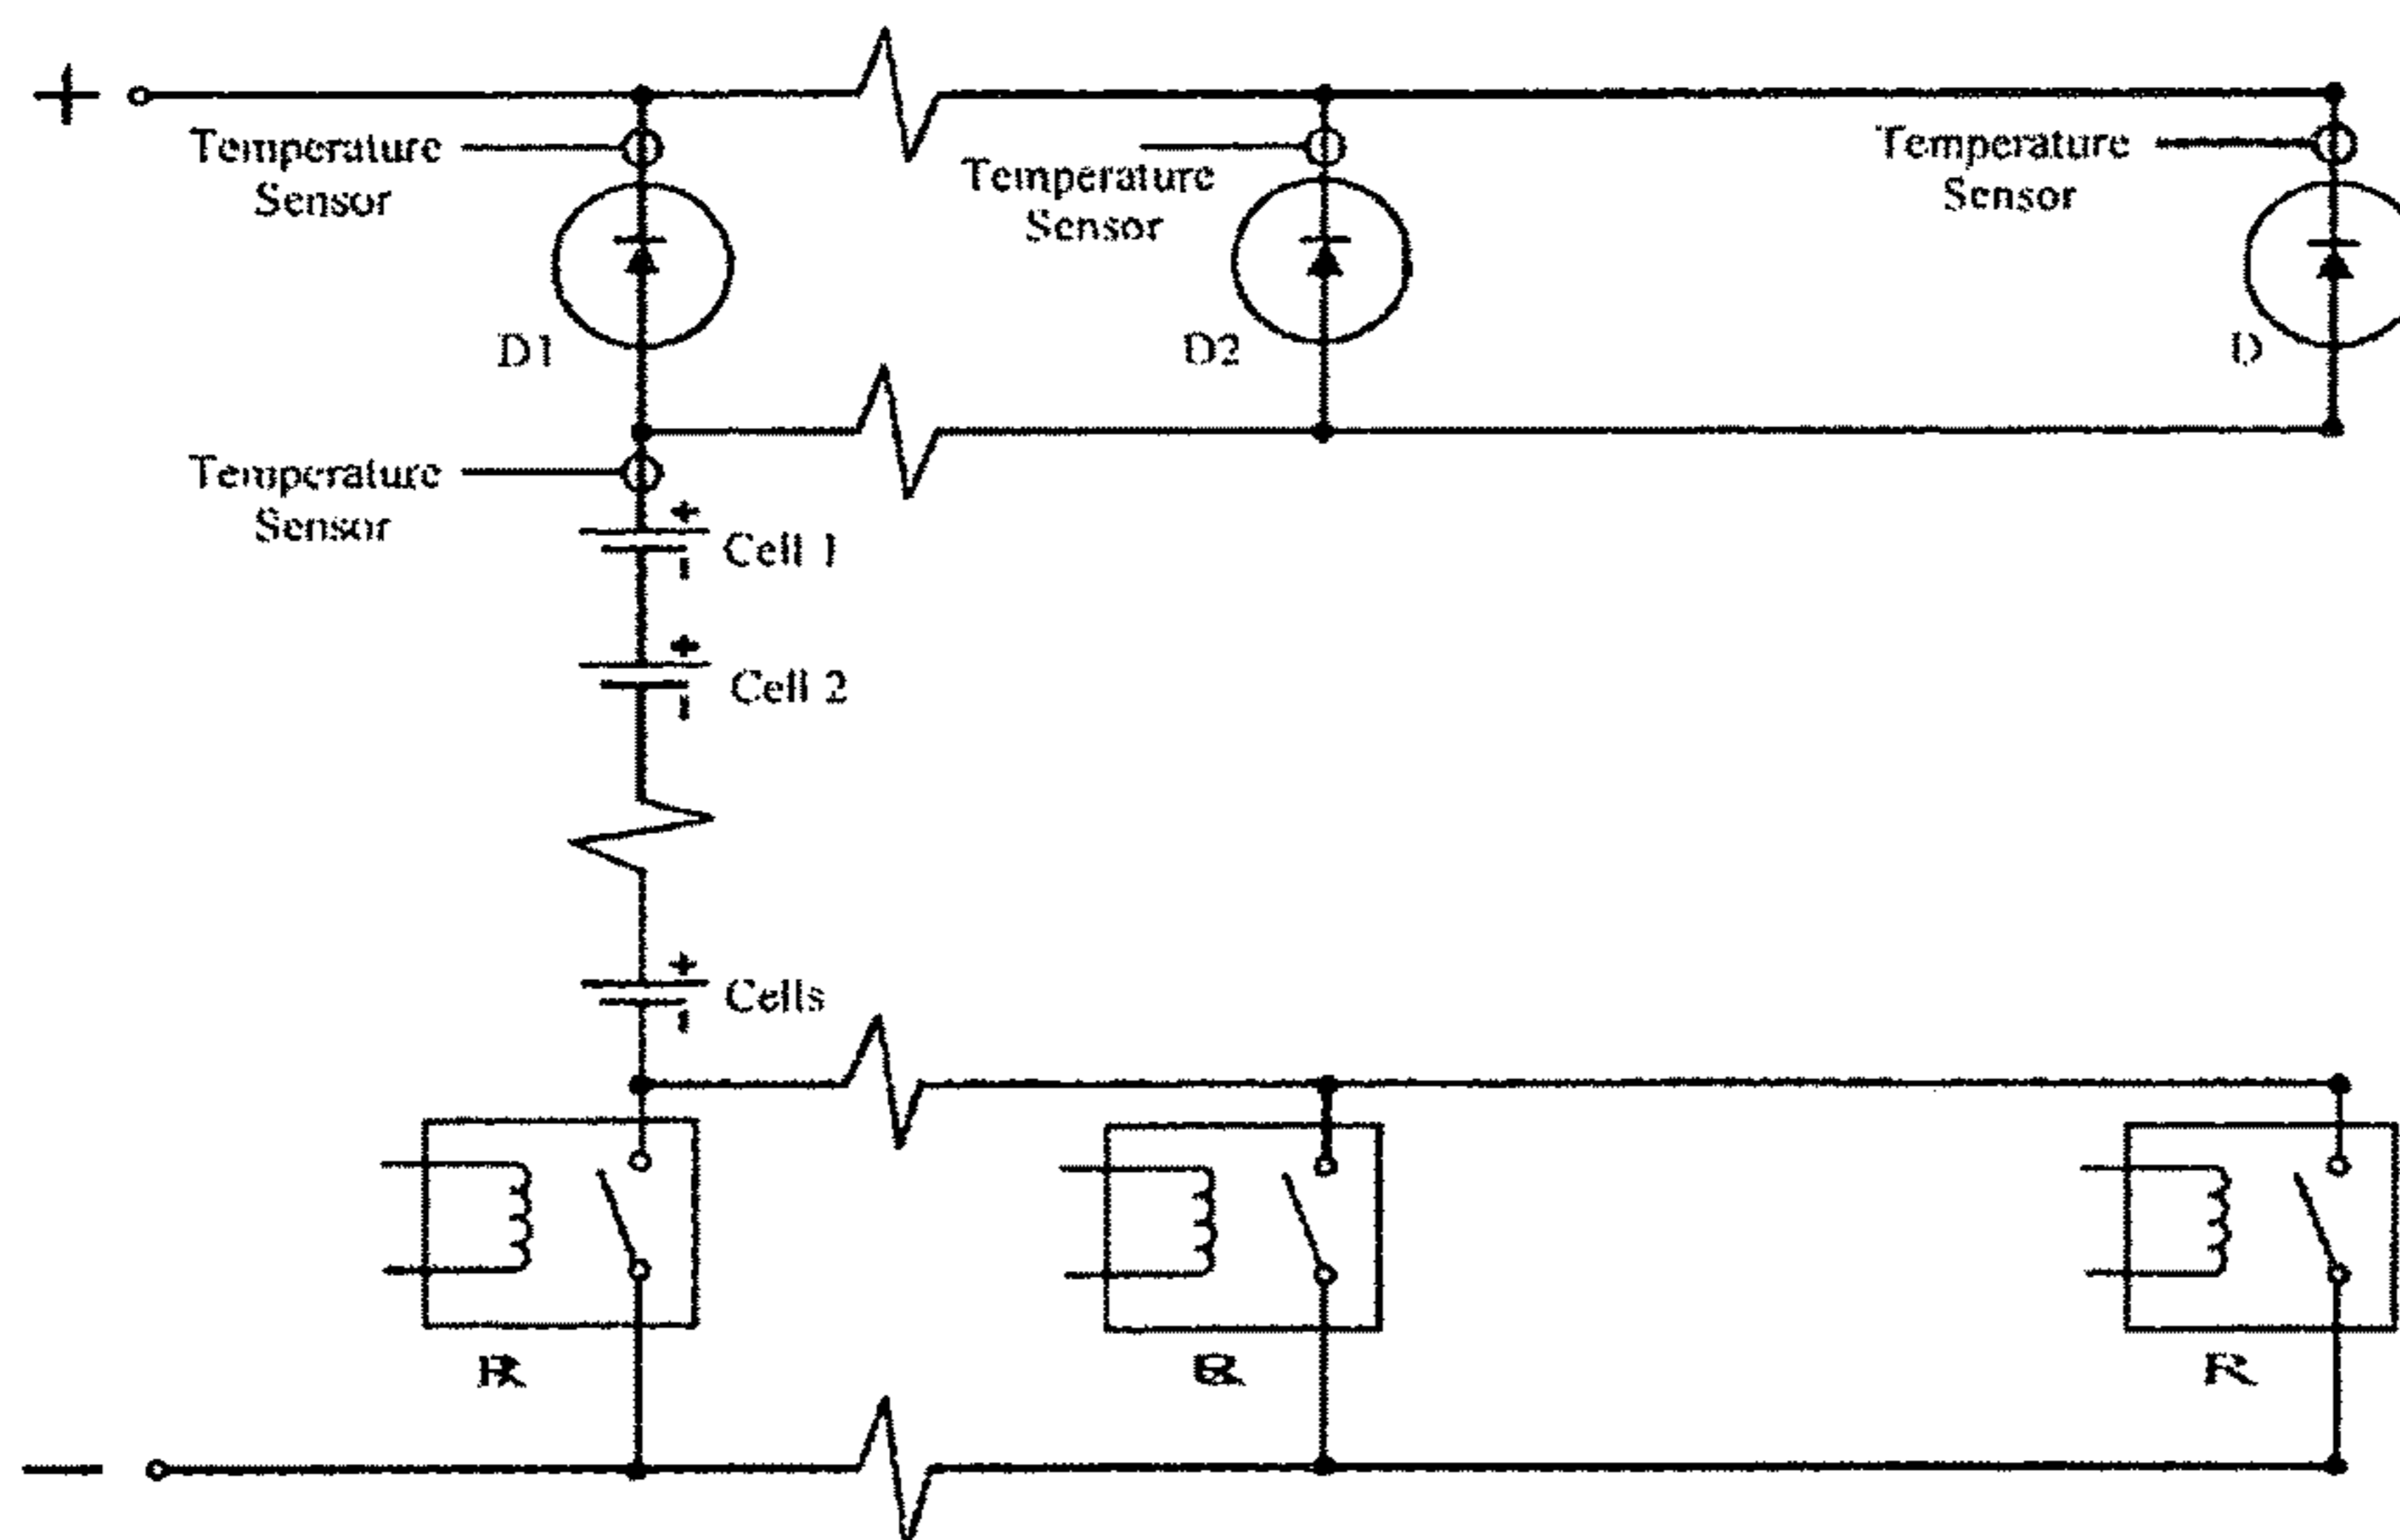 +
Temperature
Sensor
Temperature
Sensor
Temperature
Sensor
D1
D2
D
Temperature
Sensor
+
-
Cell 1
+
-
Cell 2
+
-
Cells
-